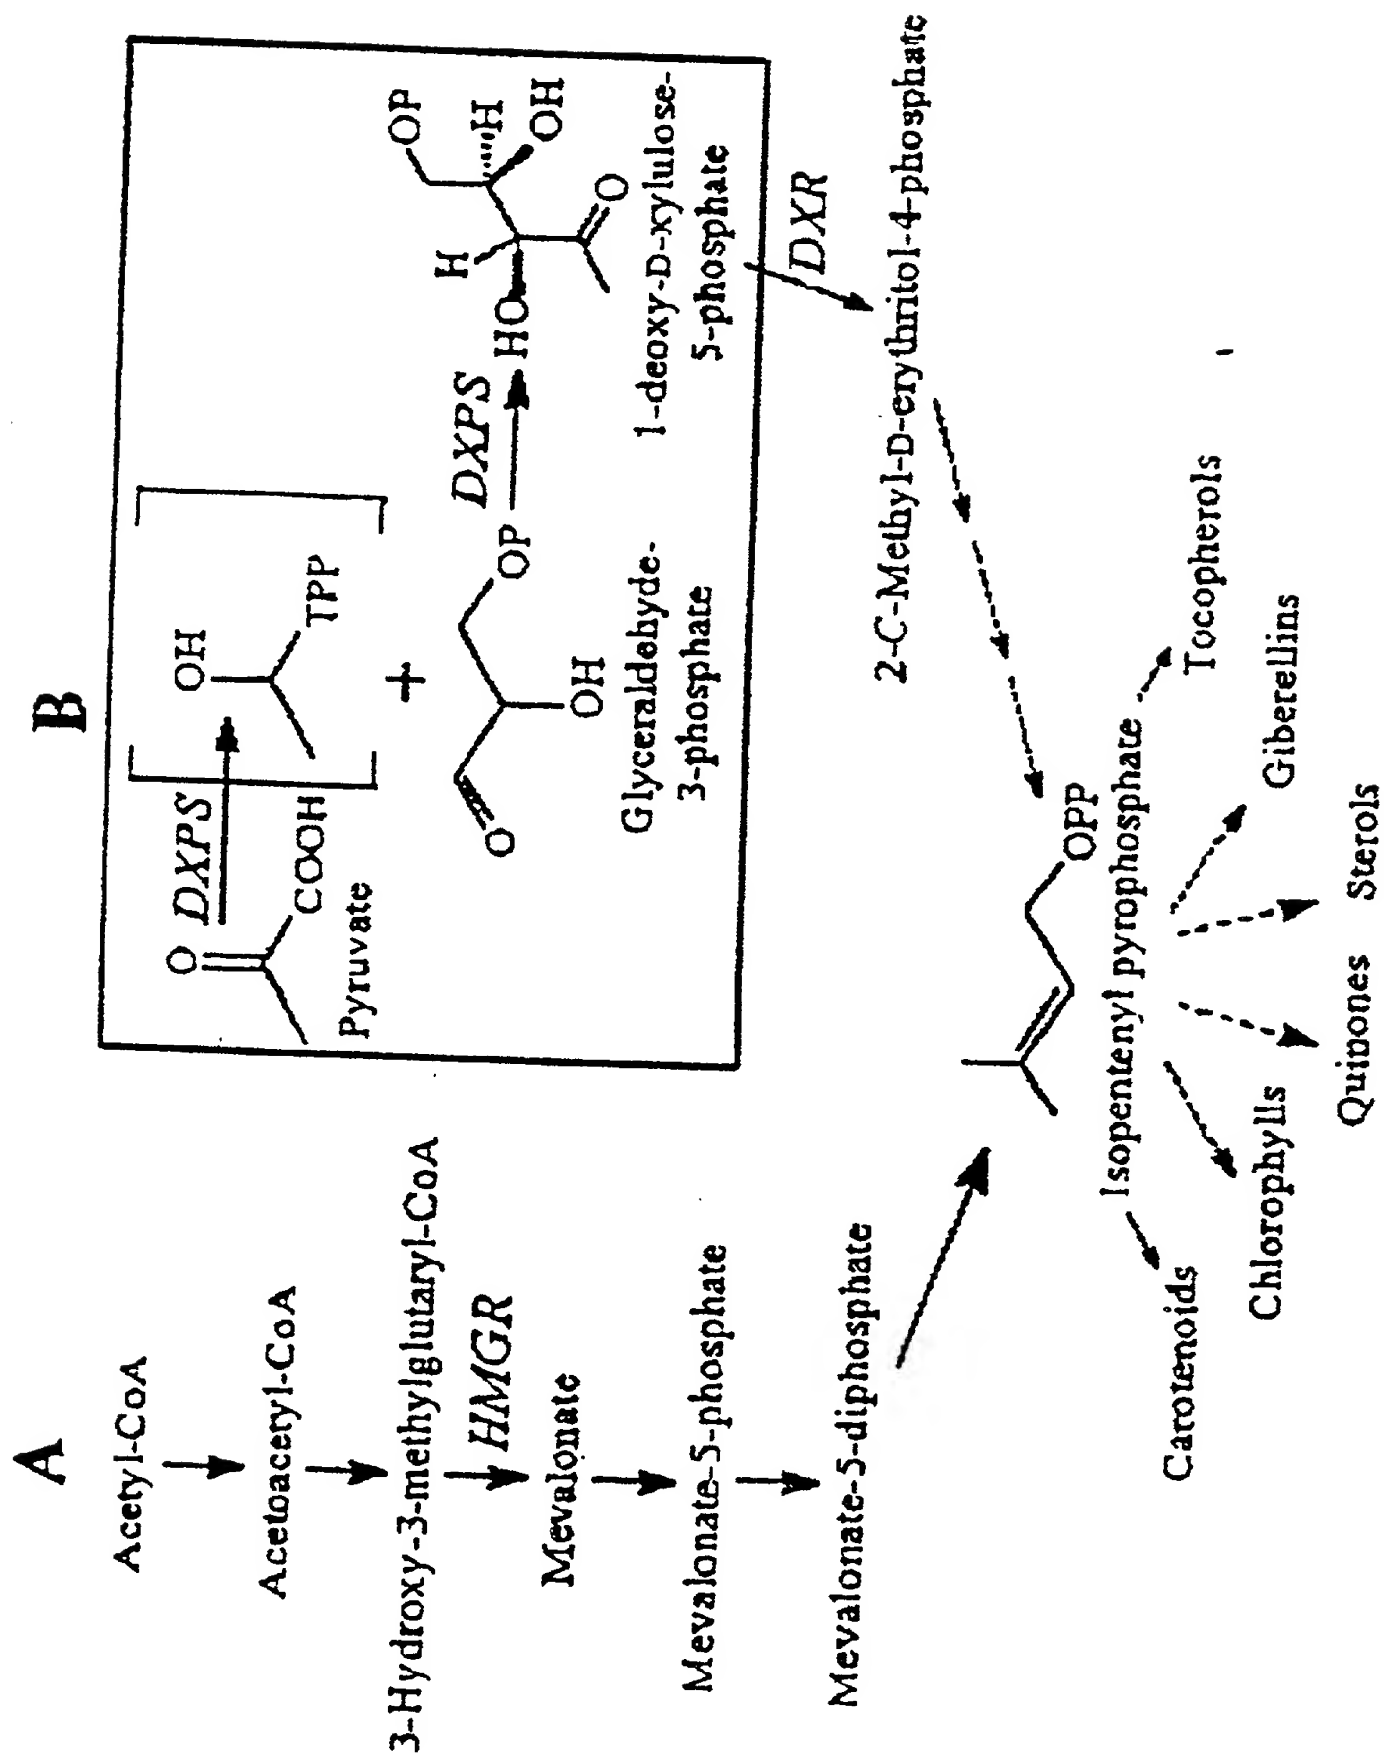 A
Acetyl-CoA
Acetoacetyl-CoA
3-Hydroxy-3-methylglutaryl-CoA
HMGR
Mevalonate
Mevalonate-5-phosphate
Mevalonate-5-diphosphate
B
O
COOH
Pyruvate
DXPS
OH
TPP
+
O
OH
OP
Glyceraldehyde-
3-phosphate
DXPS
OP
H
OH
H
HO
O
1-deoxy-D-xylulose-
5-phosphate
DXR
2-C-Methyl-D-erythritol-4-phosphate
OPP
Isopentenyl pyrophosphate
Carotenoids
Chlorophylls
Quinones
Sterols
Giberellins
Tocopherols